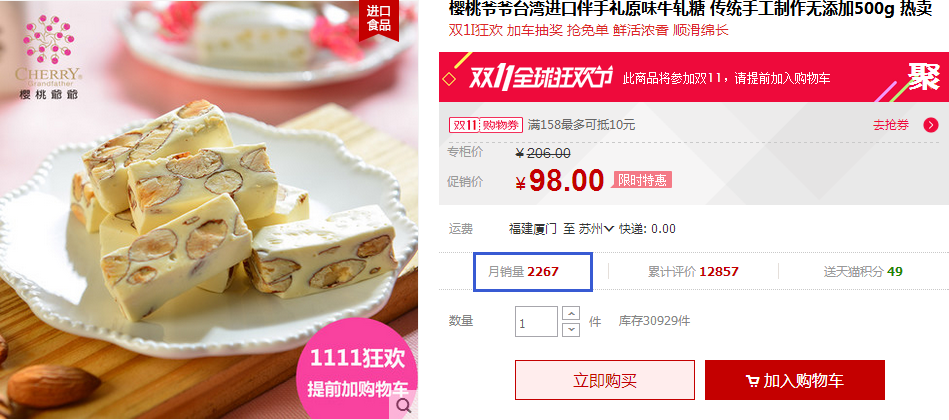 进口
食品
CHERRY®
Grandfather
樱桃爺爺
1111狂欢
提前加购物车
樱桃爷爷台湾进口伴手礼原味牛轧糖 传统手工制作无添加500g 热卖
双11狂欢 加车抽奖 抢免单 鲜活浓香 顺滑绵长
双11全球狂欢节 此商品将参加双11，请提前加入购物车 聚
双11 购物券 满158最多可抵10元 去抢券
专柜价 ¥206.00
促销价 ¥98.00 限时特惠
运费 福建厦门 至 苏州 快递: 0.00
月销量 2267 累计评价 12857 送天猫积分 49
数量 1 件 库存30929件
立即购买 加入购物车